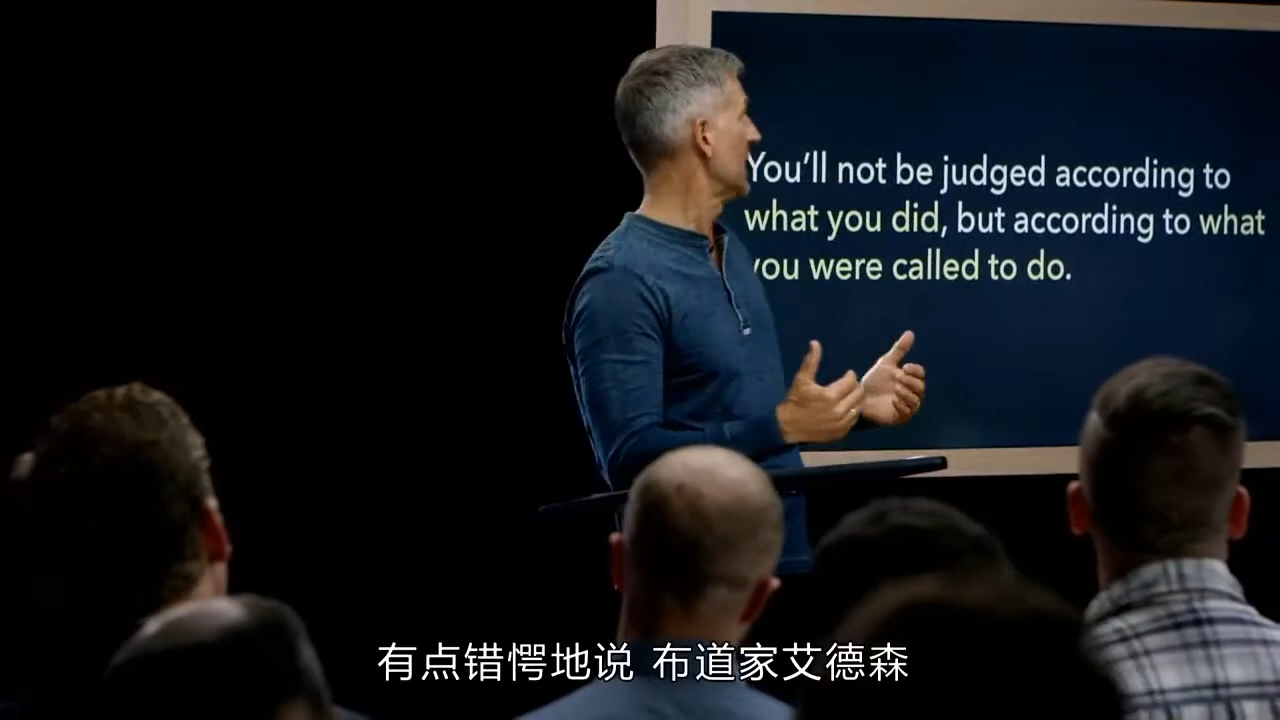 You’ll not be judged according to
what you did, but according to what
you were called to do.
有点错愕地说 布道家艾德森